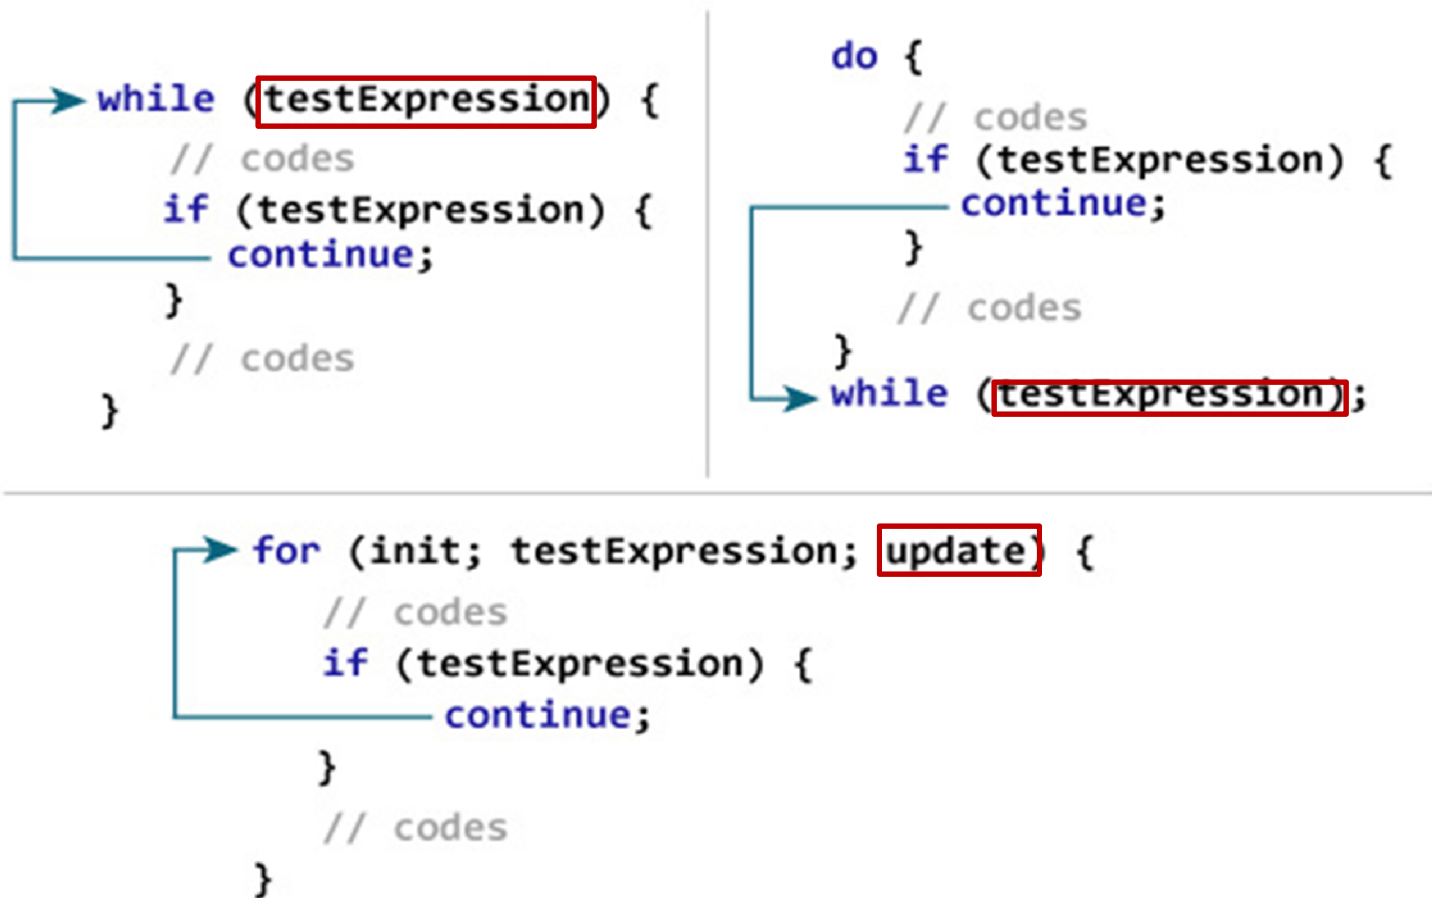 while (testExpression) {
// codes
if (testExpression) {
continue;
}
// codes
}
do {
// codes
if (testExpression) {
continue;
}
// codes
}
while (testExpression);
for (init; testExpression; update) {
// codes
if (testExpression) {
continue;
}
// codes
}